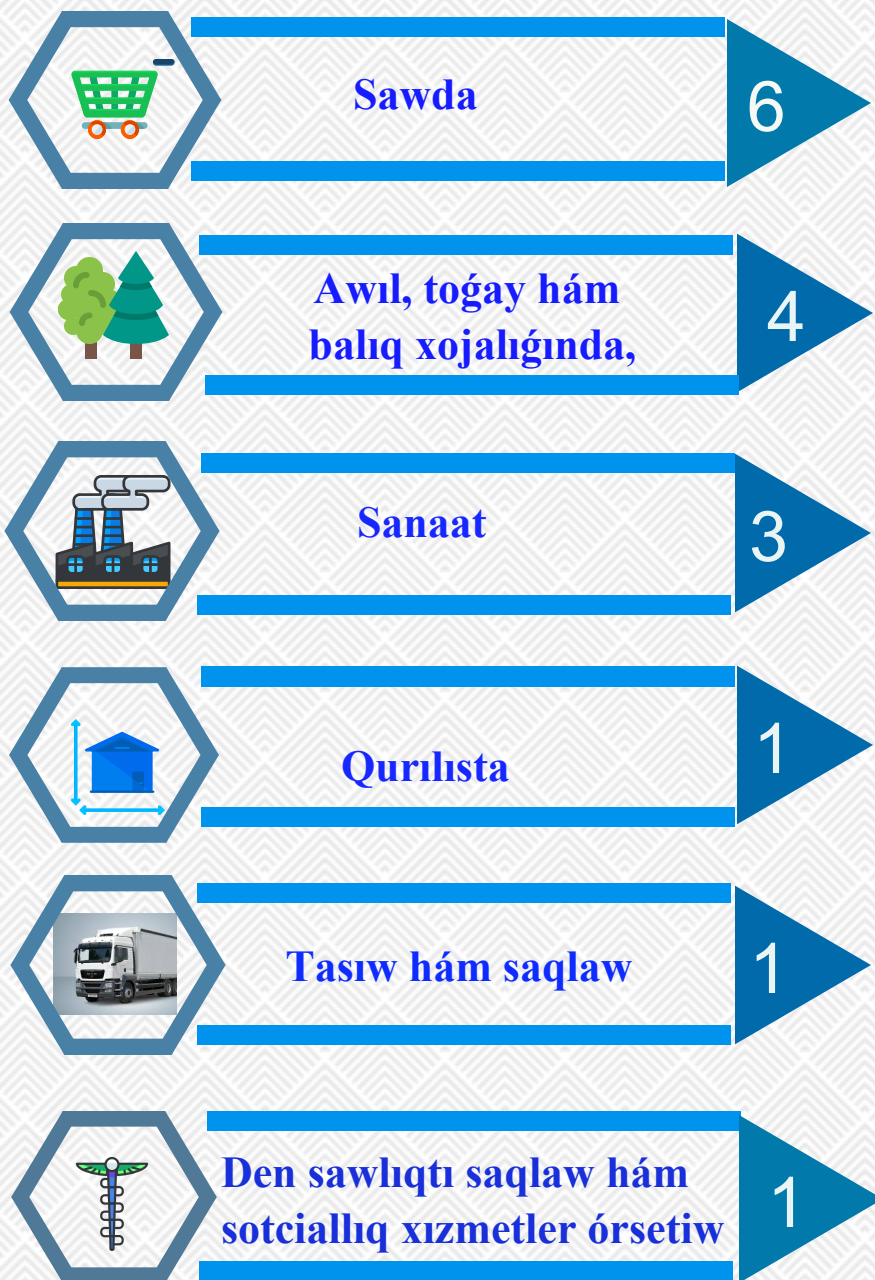 Sawda
6
Awıl, toǵay hám
balıq xojalıǵında,
4
Sanaat
3
Qurılısta
1
Tasıw hám saqlaw
1
Den sawlıqtı saqlaw hám
sotciallıq xızmetler órsetiw
1